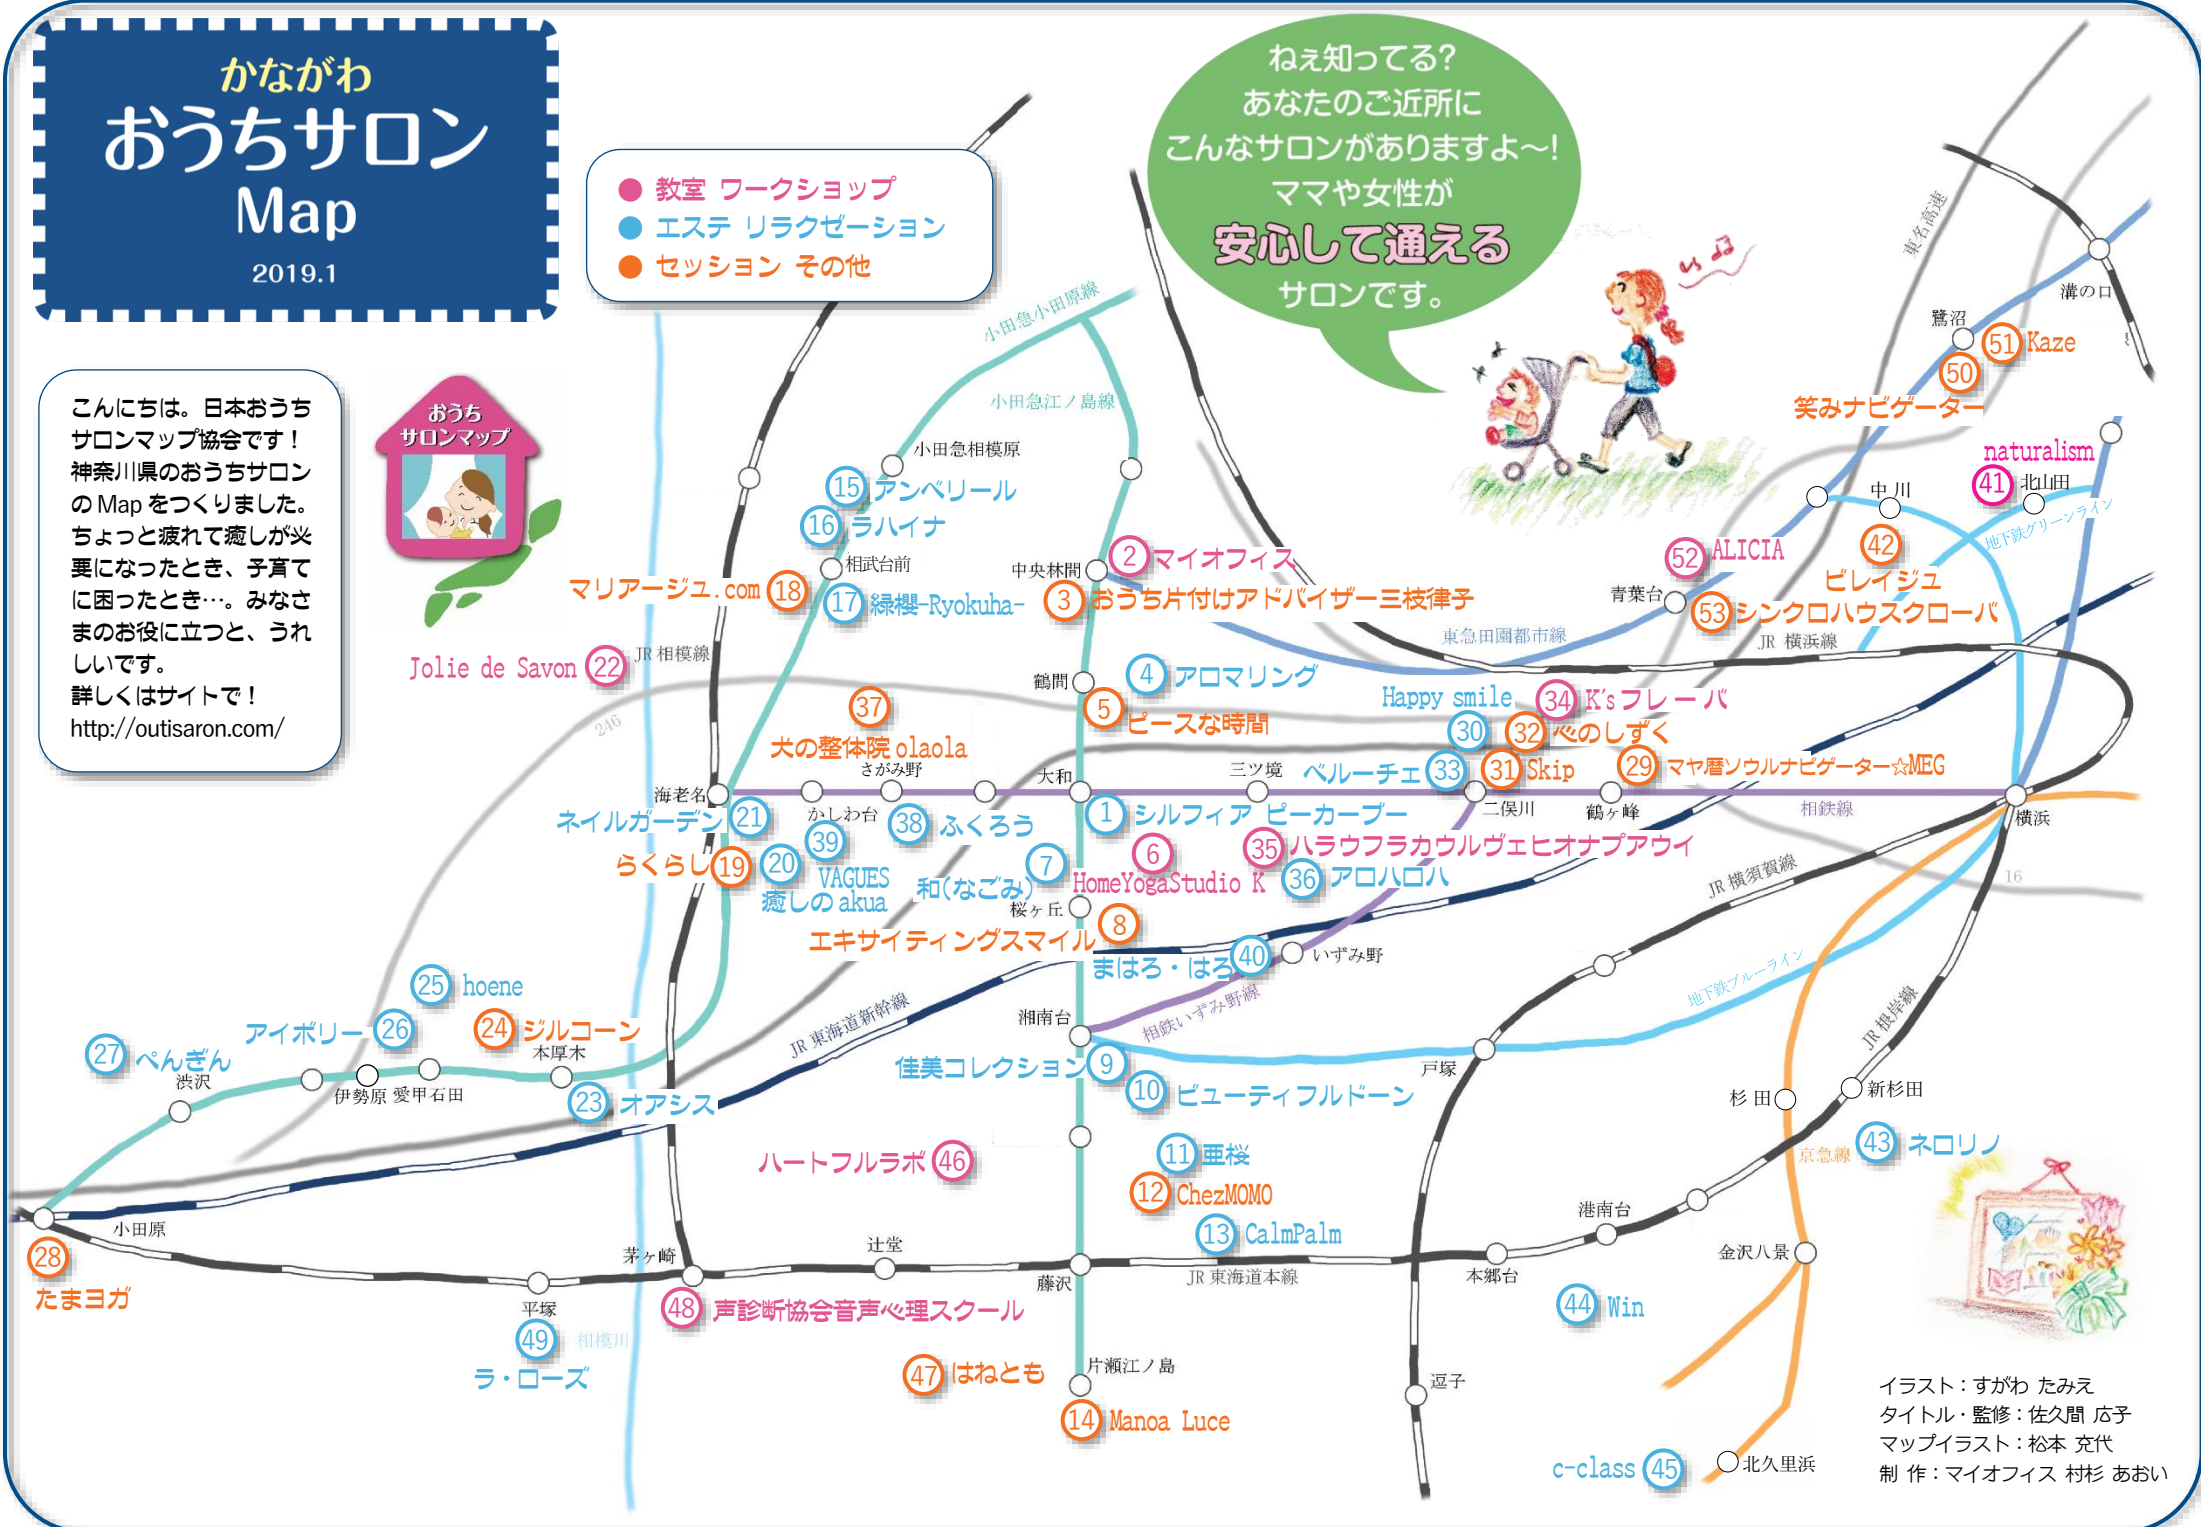 かながわ
おうちサロン
Map
2019.1
教室 ワークショップ
エステ リラクゼーション
セッション その他
ねぇ知ってる?
あなたのご近所に
こんなサロンがありますよ〜!
ママや女性が
安心して通える
サロンです。
こんにちは。日本おうち
サロンマップ協会です!
神奈川県のおうちサロン
の Map をつくりました。
ちょっと疲れて癒しが必
要になったとき、子育て
に困ったとき…。みなさ
まのお役に立つと、うれ
しいです。
詳しくはサイトで!
http://outisaron.com/
おうち
サロンマップ
小田急小田原線
小田急江ノ島線
東名高速
溝の口
鷺沼
51 Kaze
50
笑みナビゲーター
naturalism
41 北山田
地下鉄グリーンライン
中川
42
ビレイジュ
52 ALICIA
青葉台
53 シンクロハウスクローバ
JR 横浜線
東急田園都市線
小田急相模原
15 アンベリール
16 ラハイナ
相武台前
マリアージュ.com 18
17 緑櫻-Ryokuha-
中央林間
2 マイオフィス
3 おうち片付けアドバイザー三枝律子
Jolie de Savon 22
JR 相模線
246
鶴間
4 アロマリング
5 ピースな時間
37
犬の整体院 olaola
さがみ野
Happy smile
30
34 K'sフレーバ
32 心のしずく
ベルーチェ 33
31 Skip
29 マヤ暦ソウルナビゲーター☆MEG
海老名
かしわ台
大和
三ツ境
二俣川
鶴ヶ峰
相鉄線
横浜
ネイルガーデン 21
38 ふくろう
39
VAGUES
1 シルフィア ピーカーブー
らくらし 19
20
癒しの akua
和(なごみ) 7
6
HomeYogaStudio K
35 ハラウフラカウルヴェヒオナプアウイ
36 アロハロハ
JR 横須賀線
16
桜ヶ丘
エキサイティングスマイル 8
まはろ・はろ 40
いずみ野
相鉄いずみ野線
地下鉄ブルーライン
JR 根岸線
JR 東海道新幹線
湘南台
佳美コレクション 9
10 ビューティフルドーン
戸塚
25 hoene
アイボリー 26
24 ジルコーン
27 ぺんぎん
渋沢
伊勢原
愛甲石田
本厚木
23 オアシス
杉田
新杉田
京急線
43 ネロリノ
ハートフルラボ 46
11 亜桜
12 ChezMOMO
13 CalmPalm
小田原
28
たまヨガ
平塚
49
ラ・ローズ
相模川
茅ヶ崎
48 声診断協会音声心理スクール
辻堂
藤沢
JR 東海道本線
本郷台
港南台
金沢八景
44 Win
47 はねとも
片瀬江ノ島
14 Manoa Luce
逗子
c-class 45
北久里浜
イラスト:すがわ たみえ
タイトル・監修:佐久間 広子
マップイラスト:松本 充代
制 作:マイオフィス 村杉 あおい